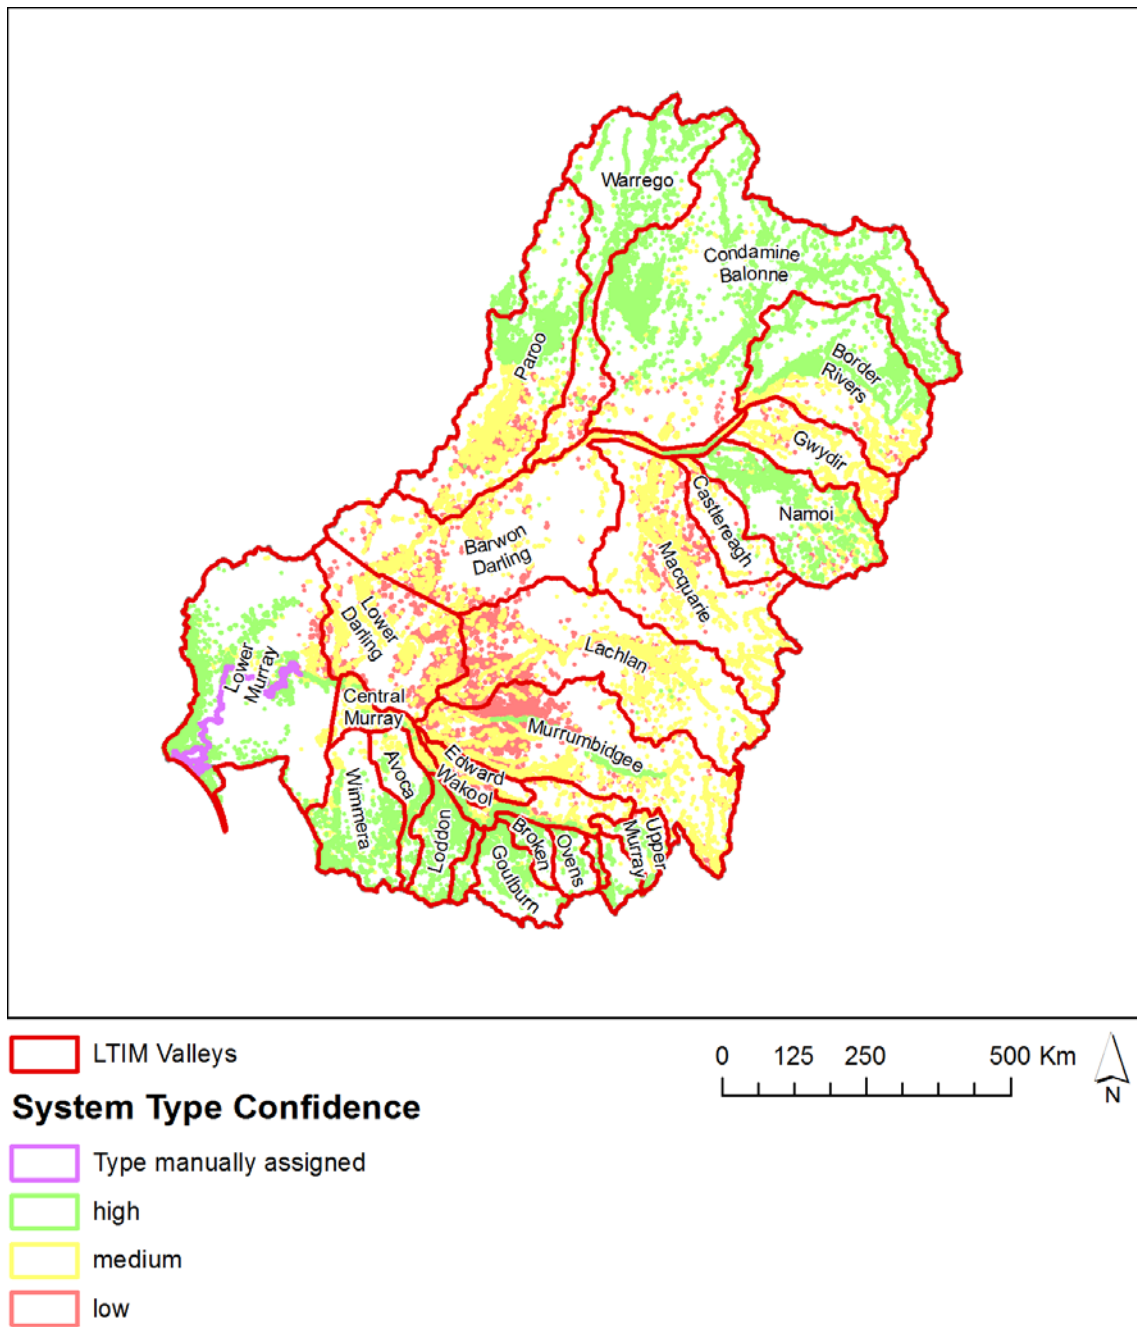 Warrego
Condamine
Balonne
Paroo
Border
Rivers
Gwydir
Castlereagh
Namoi
Barwon
Darling
Macquarie
Lower
Darling
Lachlan
Lower
Murray
Central
Murray
Murrumbidgee
Edward
Wakool
Avoca
Wimmera
Loddon
Broken
Goulburn
Ovens
Upper
Murray
LTIM Valleys
0 125 250 500 Km
N
System Type Confidence
Type manually assigned
high
medium
low